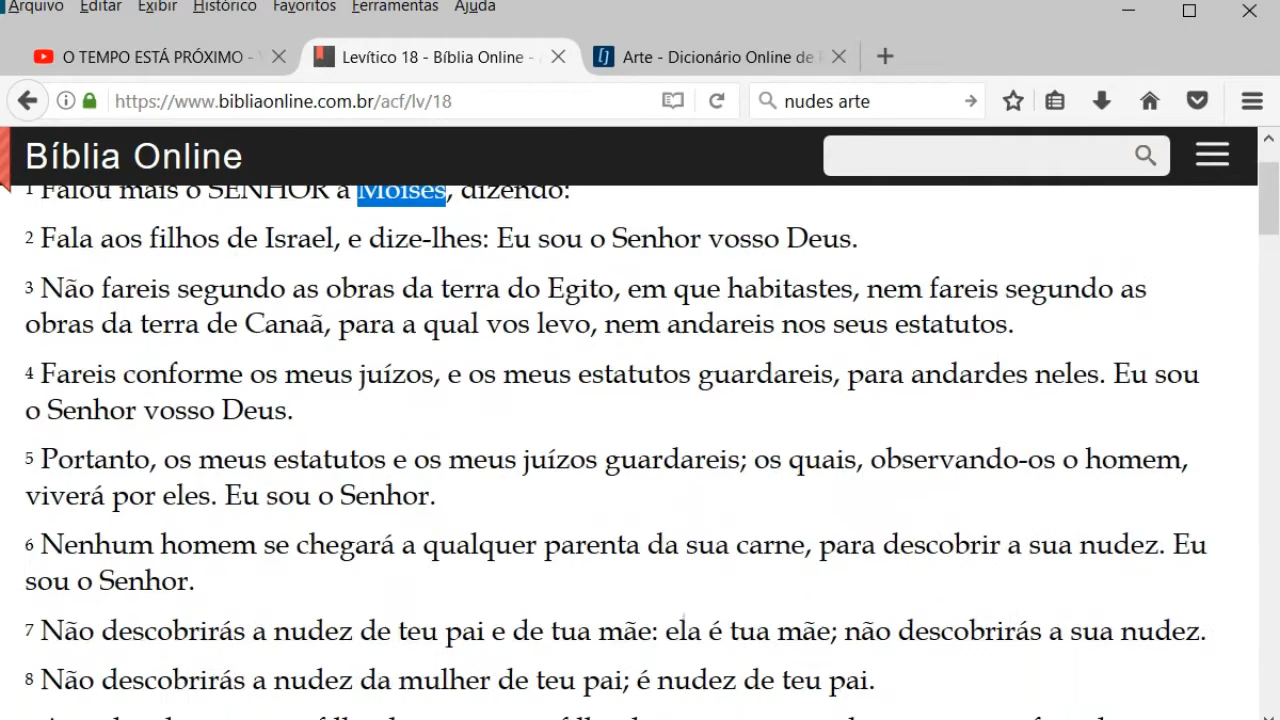 Arquivo Editar Exibir Histórico Favoritos Ferramentas Ajuda
O TEMPO ESTÁ PRÓXIMO - Levítico 18 - Bíblia Online - Arte - Dicionário Online de
https://www.bibliaonline.com.br/acf/lv/18 nudes arte
Bíblia Online
1 Falou mais o SENHOR a Moisés, dizendo:
2 Fala aos filhos de Israel, e dize-lhes: Eu sou o Senhor vosso Deus.
3 Não fareis segundo as obras da terra do Egito, em que habitastes, nem fareis segundo as
obras da terra de Canaã, para a qual vos levo, nem andareis nos seus estatutos.
4 Fareis conforme os meus juízos, e os meus estatutos guardareis, para andardes neles. Eu sou
o Senhor vosso Deus.
5 Portanto, os meus estatutos e os meus juízos guardareis; os quais, observando-os o homem,
viverá por eles. Eu sou o Senhor.
6 Nenhum homem se chegará a qualquer parenta da sua carne, para descobrir a sua nudez. Eu
sou o Senhor.
7 Não descobrirás a nudez de teu pai e de tua mãe: ela é tua mãe; não descobrirás a sua nudez.
8 Não descobrirás a nudez da mulher de teu pai; é nudez de teu pai.